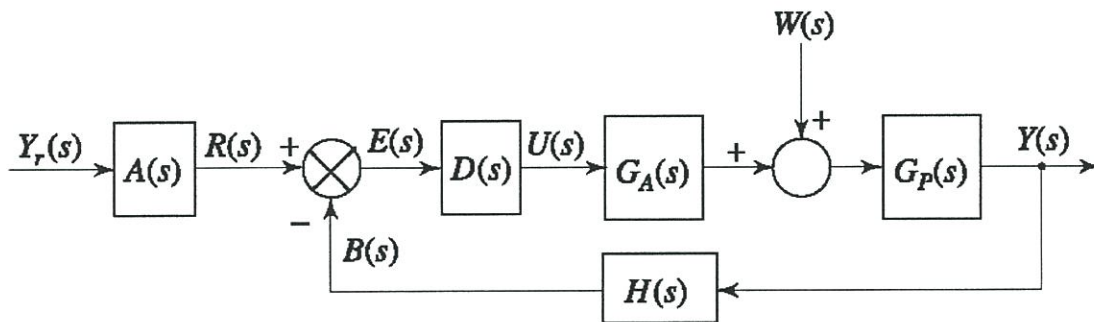 W(s)
+
Y_r(s)
A(s)
R(s)
+
E(s)
D(s)
U(s)
G_A(s)
+
G_P(s)
Y(s)
−
B(s)
H(s)